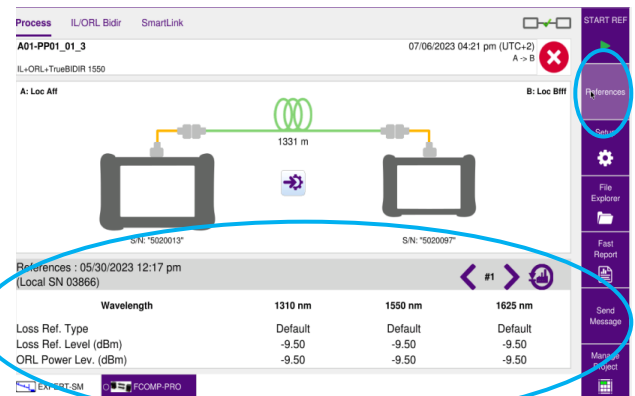 Process IL/ORL Bidir SmartLink
START REF
A01-PP01_01_3
07/06/2023 04:21 pm (UTC+2)
A -> B
IL+ORL+TrueBIDIR 1550
A: Loc Aff
B: Loc Bfff
References
1331 m
Setup
File
Explorer
S/N: "5020013"
S/N: "5020097"
Fast
Report
References : 05/30/2023 12:17 pm
(Local SN 03866)
#1
Wavelength 1310 nm 1550 nm 1625 nm
Send
Message
Loss Ref. Type Default Default Default
Loss Ref. Level (dBm) -9.50 -9.50 -9.50
ORL Power Lev. (dBm) -9.50 -9.50 -9.50
Manage
Project
EXPERT-SM FCOMP-PRO